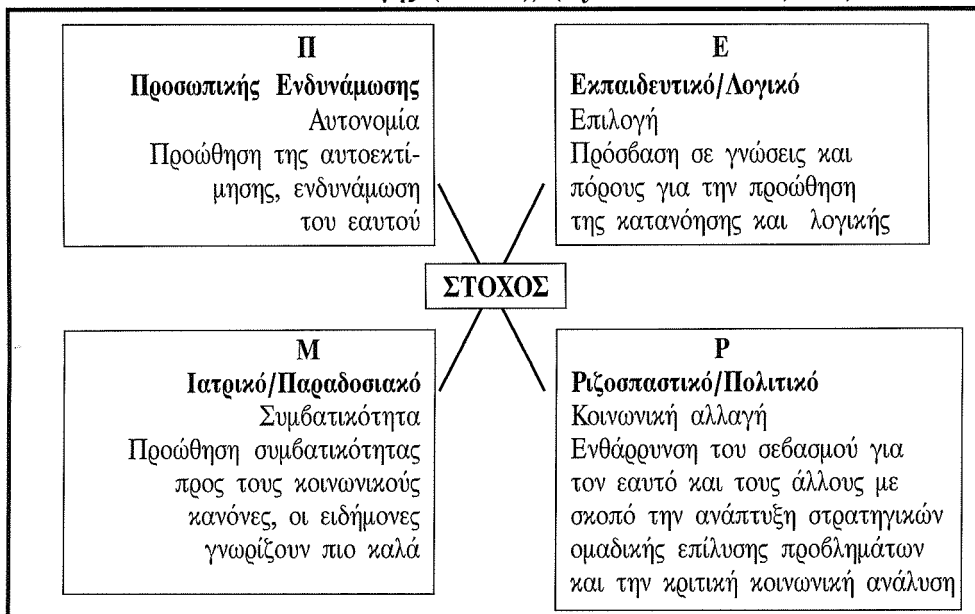 Π
Προσωπικής Ενδυνάμωσης
Αυτονομία
Προώθηση της αυτοεκτί-
μησης, ενδυνάμωση
του εαυτού
Ε
Εκπαιδευτικό/Λογικό
Επιλογή
Πρόσβαση σε γνώσεις και
πόρους για την προώθηση
της κατανόησης και λογικής
ΣΤΟΧΟΣ
Μ
Ιατρικό/Παραδοσιακό
Συμβατικότητα
Προώθηση συμβατικότητας
προς τους κοινωνικούς
κανόνες, οι ειδήμονες
γνωρίζουν πιο καλά
Ρ
Ριζοσπαστικό/Πολιτικό
Κοινωνική αλλαγή
Ενθάρρυνση του σεβασμού για
τον εαυτό και τους άλλους με
σκοπό την ανάπτυξη στρατηγικών
ομαδικής επίλυσης προβλημάτων
και την κριτική κοινωνική ανάλυση